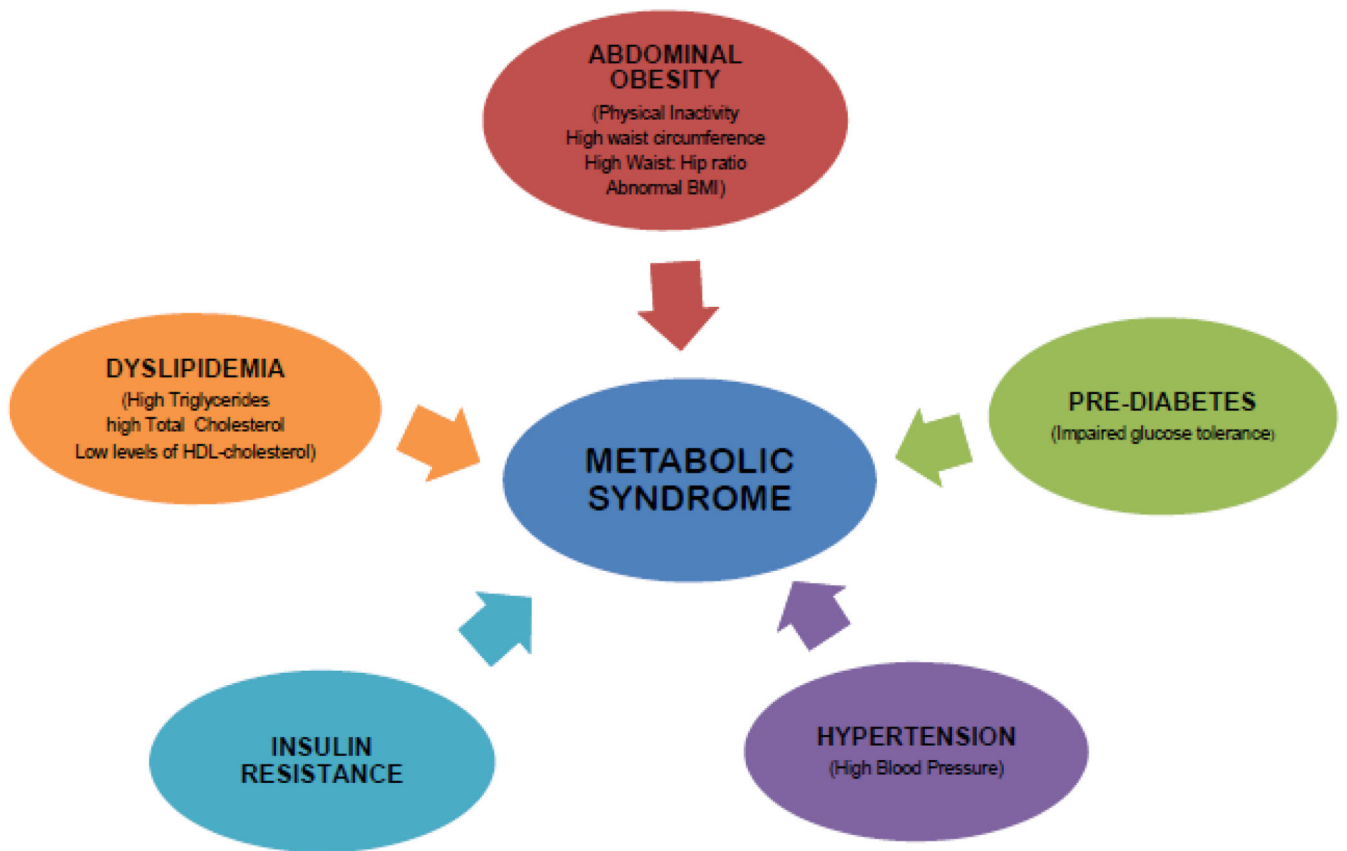 ABDOMINAL
OBESITY
(Physical Inactivity
High waist circumference
High Waist: Hip ratio
Abnormal BMI)
DYSLIPIDEMIA
(High Triglycerides
high Total Cholesterol
Low levels of HDL-cholesterol)
METABOLIC
SYNDROME
PRE-DIABETES
(Impaired glucose tolerance)
INSULIN
RESISTANCE
HYPERTENSION
(High Blood Pressure)